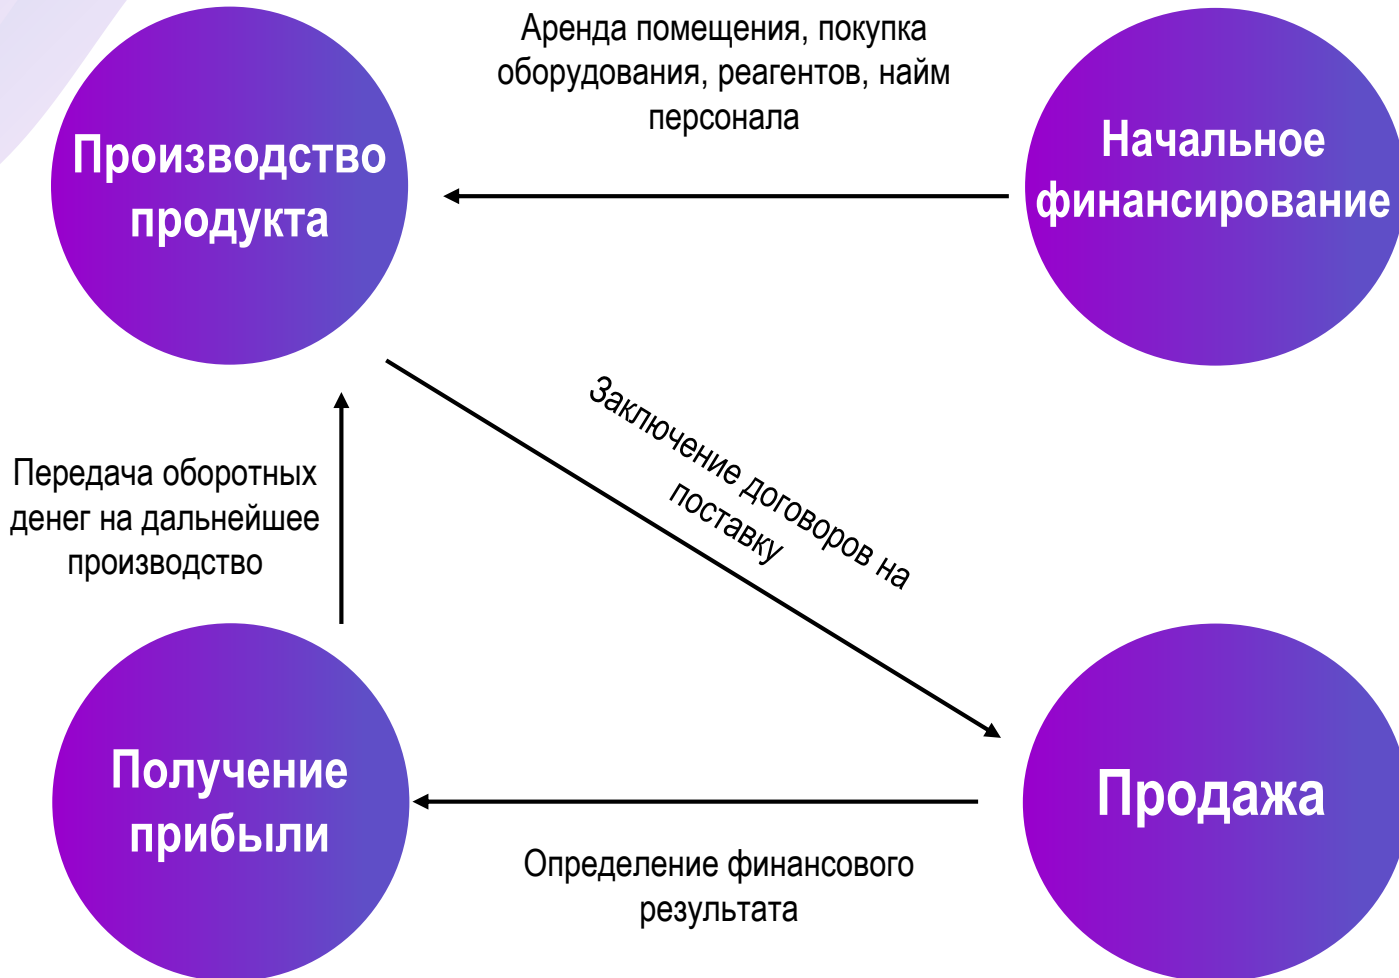 Аренда помещения, покупка
оборудования, реагентов, найм
персонала
Производство
продукта
Начальное
финансирование
Заключение договоров на
поставку
Передача оборотных
денег на дальнейшее
производство
Получение
прибыли
Продажа
Определение финансового
результата